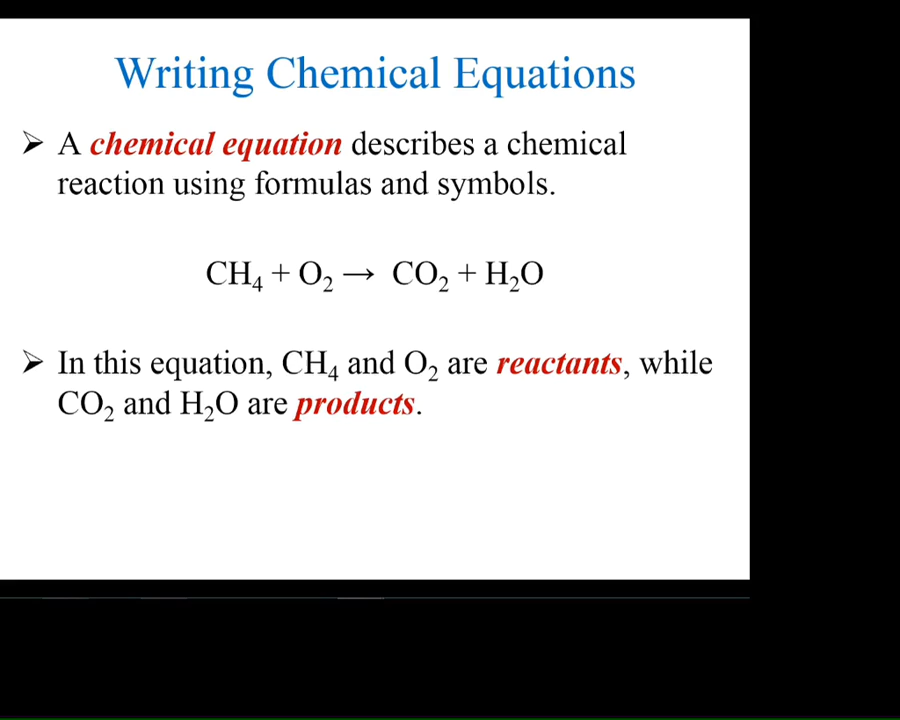 Writing Chemical Equations
➢ A chemical equation describes a chemical
reaction using formulas and symbols.
CH₄ + O₂ → CO₂ + H₂O
➢ In this equation, CH₄ and O₂ are reactants, while
CO₂ and H₂O are products.